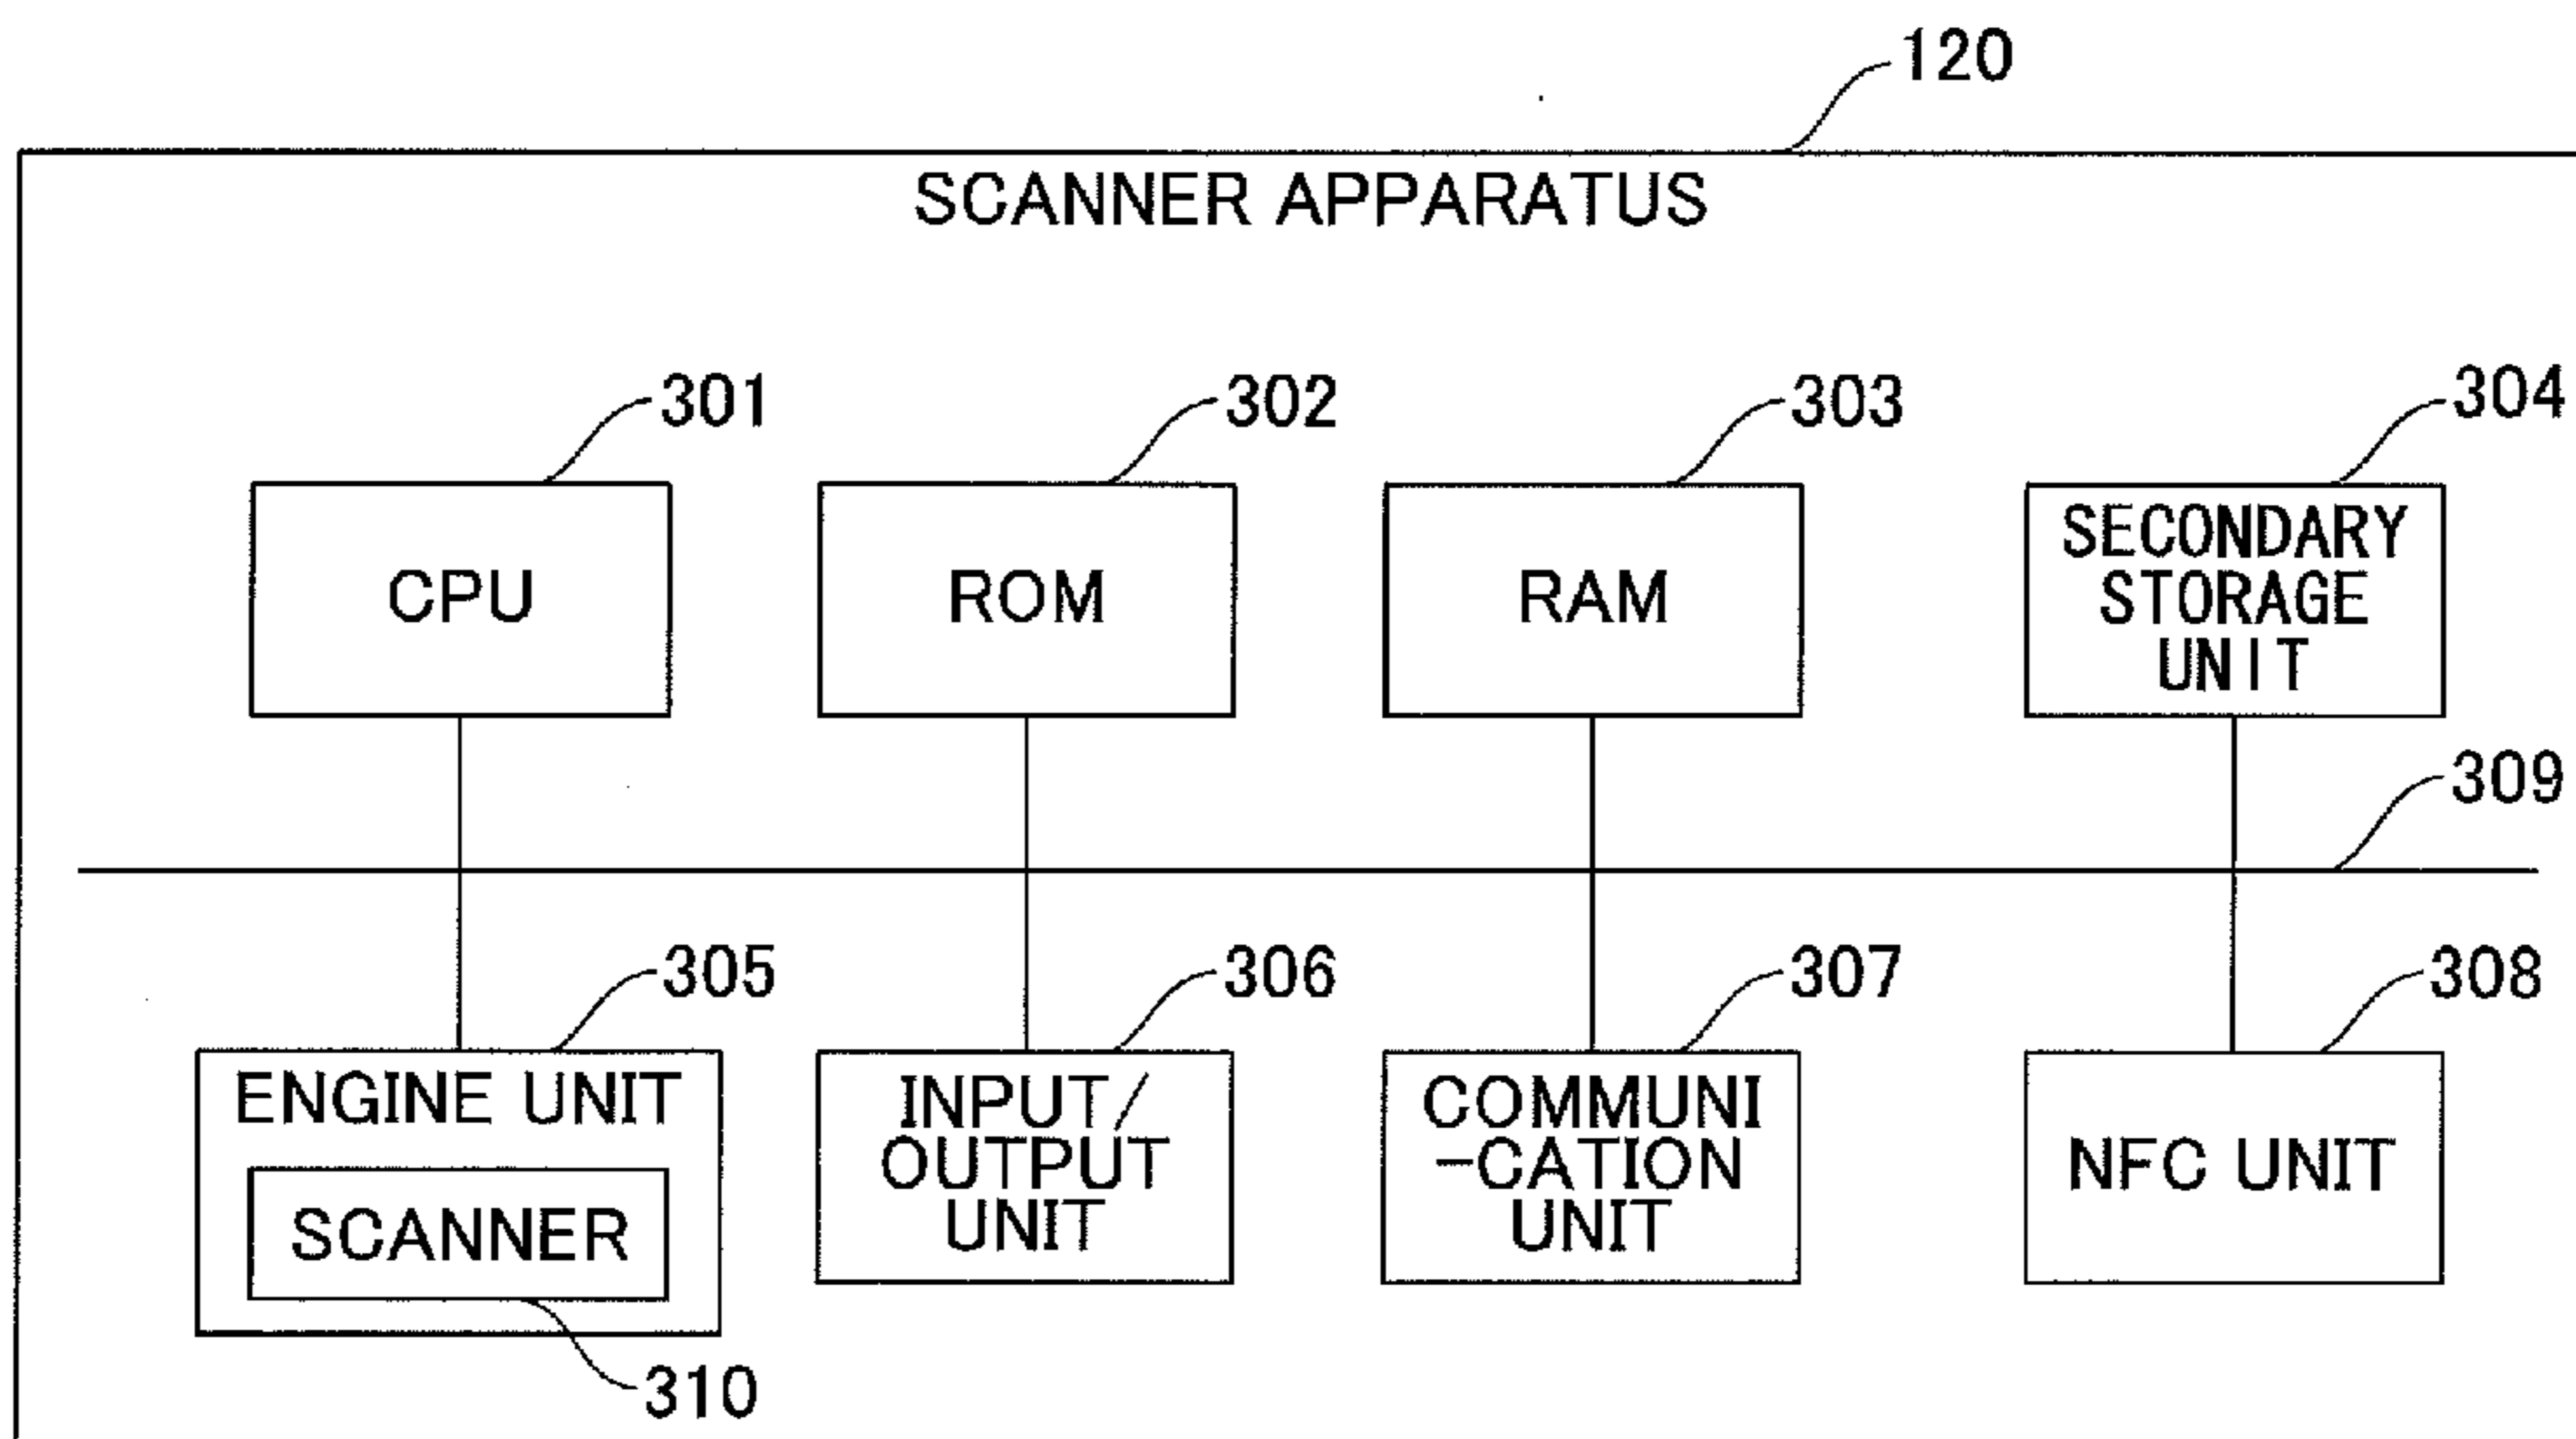 120
SCANNER APPARATUS
301
302
303
304
CPU
ROM
RAM
SECONDARY
STORAGE
UNIT
309
305
306
307
308
ENGINE UNIT
SCANNER
INPUT/
OUTPUT
UNIT
COMMUNI
-CATION
UNIT
NFC UNIT
310